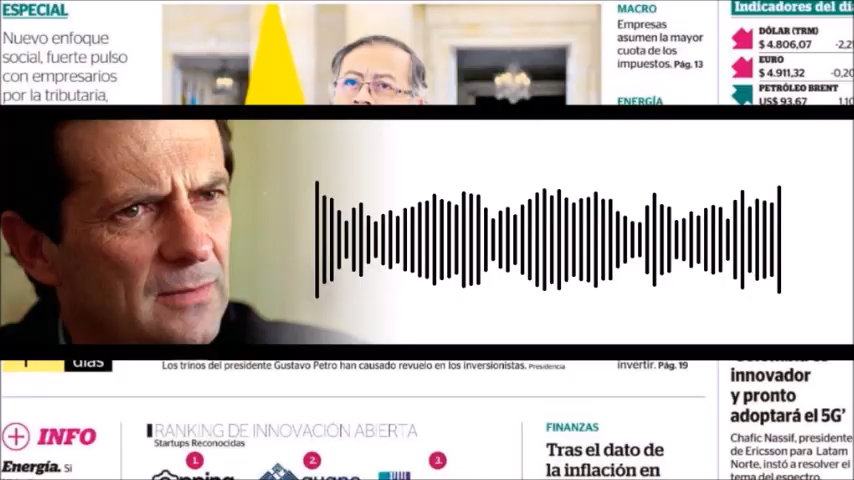 ESPECIAL
Nuevo enfoque
social, fuerte pulso
con empresarios
por la tributaria,
MACRO
Empresas
asumen la mayor
cuota de los
impuestos. Pág. 13
ENERGÍA
Indicadores del día
DÓLAR (TRM)
$ 4.806,07
EURO
$ 4.911,32
PETRÓLEO BRENT
US$ 93,67
días
Los trinos del presidente Gustavo Petro han causado revuelo en los inversionistas. Presidencia
invertir. Pág. 19
innovador
y pronto
adoptará el 5G'
Chafic Nassif, presidente
de Ericsson para Latam
Norte, instó a resolver el
tema del espectro.
INFO
Energía. Si
RANKING DE INNOVACIÓN ABIERTA
Startups Reconocidas
1.
2.
3.
FINANZAS
Tras el dato de
la inflación en